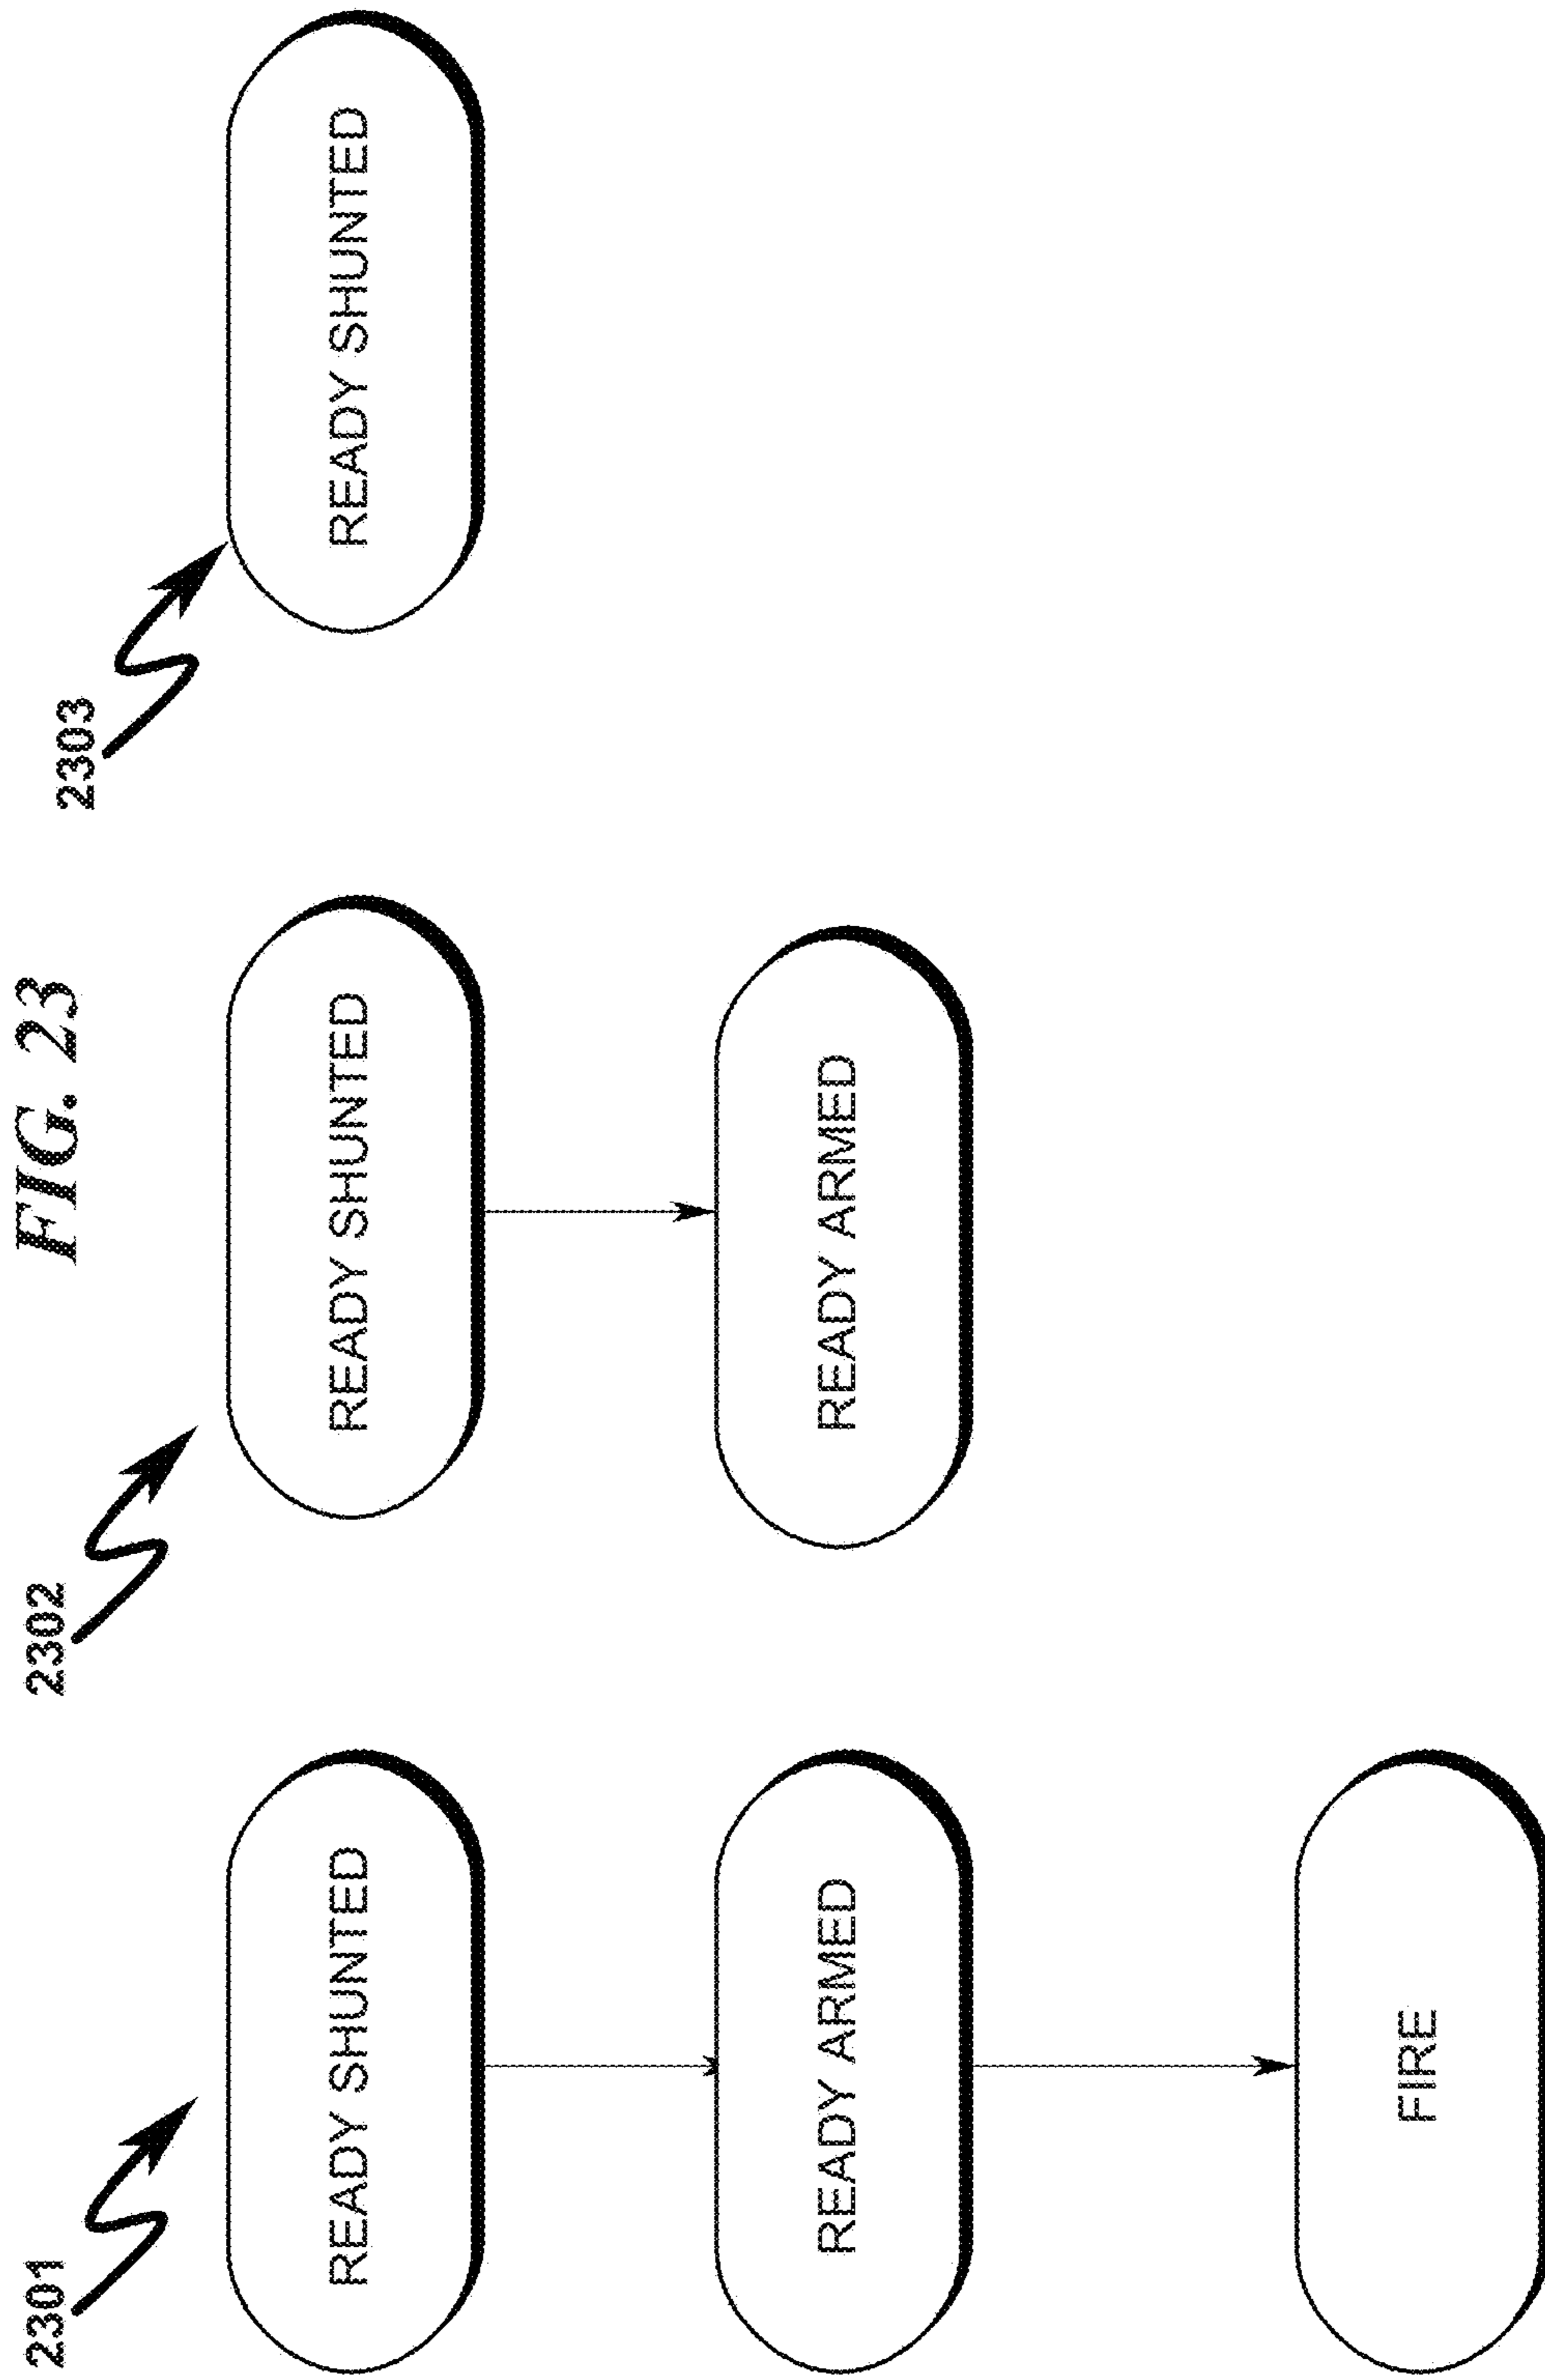 FIG. 23
2301
READY SHUNTED
READY ARMED
FIRE
2302
READY SHUNTED
READY ARMED
2303
READY SHUNTED